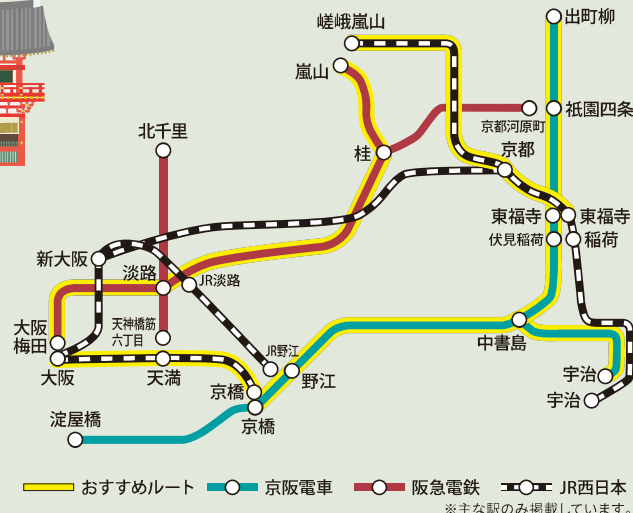 出町柳
嵯峨嵐山
嵐山
祇園四条
京都河原町
北千里
桂
京都
東福寺
東福寺
伏見稲荷
稲荷
新大阪
淡路
JR淡路
大阪
梅田
天神橋筋
六丁目
中書島
JR野江
大阪
天満
野江
京橋
宇治
宇治
淀屋橋
京橋
おすすめルート
京阪電車
阪急電鉄
JR西日本
※主な駅のみ掲載しています。